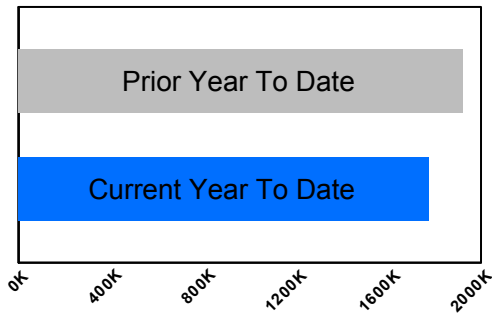 Prior Year To Date
Current Year To Date
0K 400K 800K 1200K 1600K 2000K